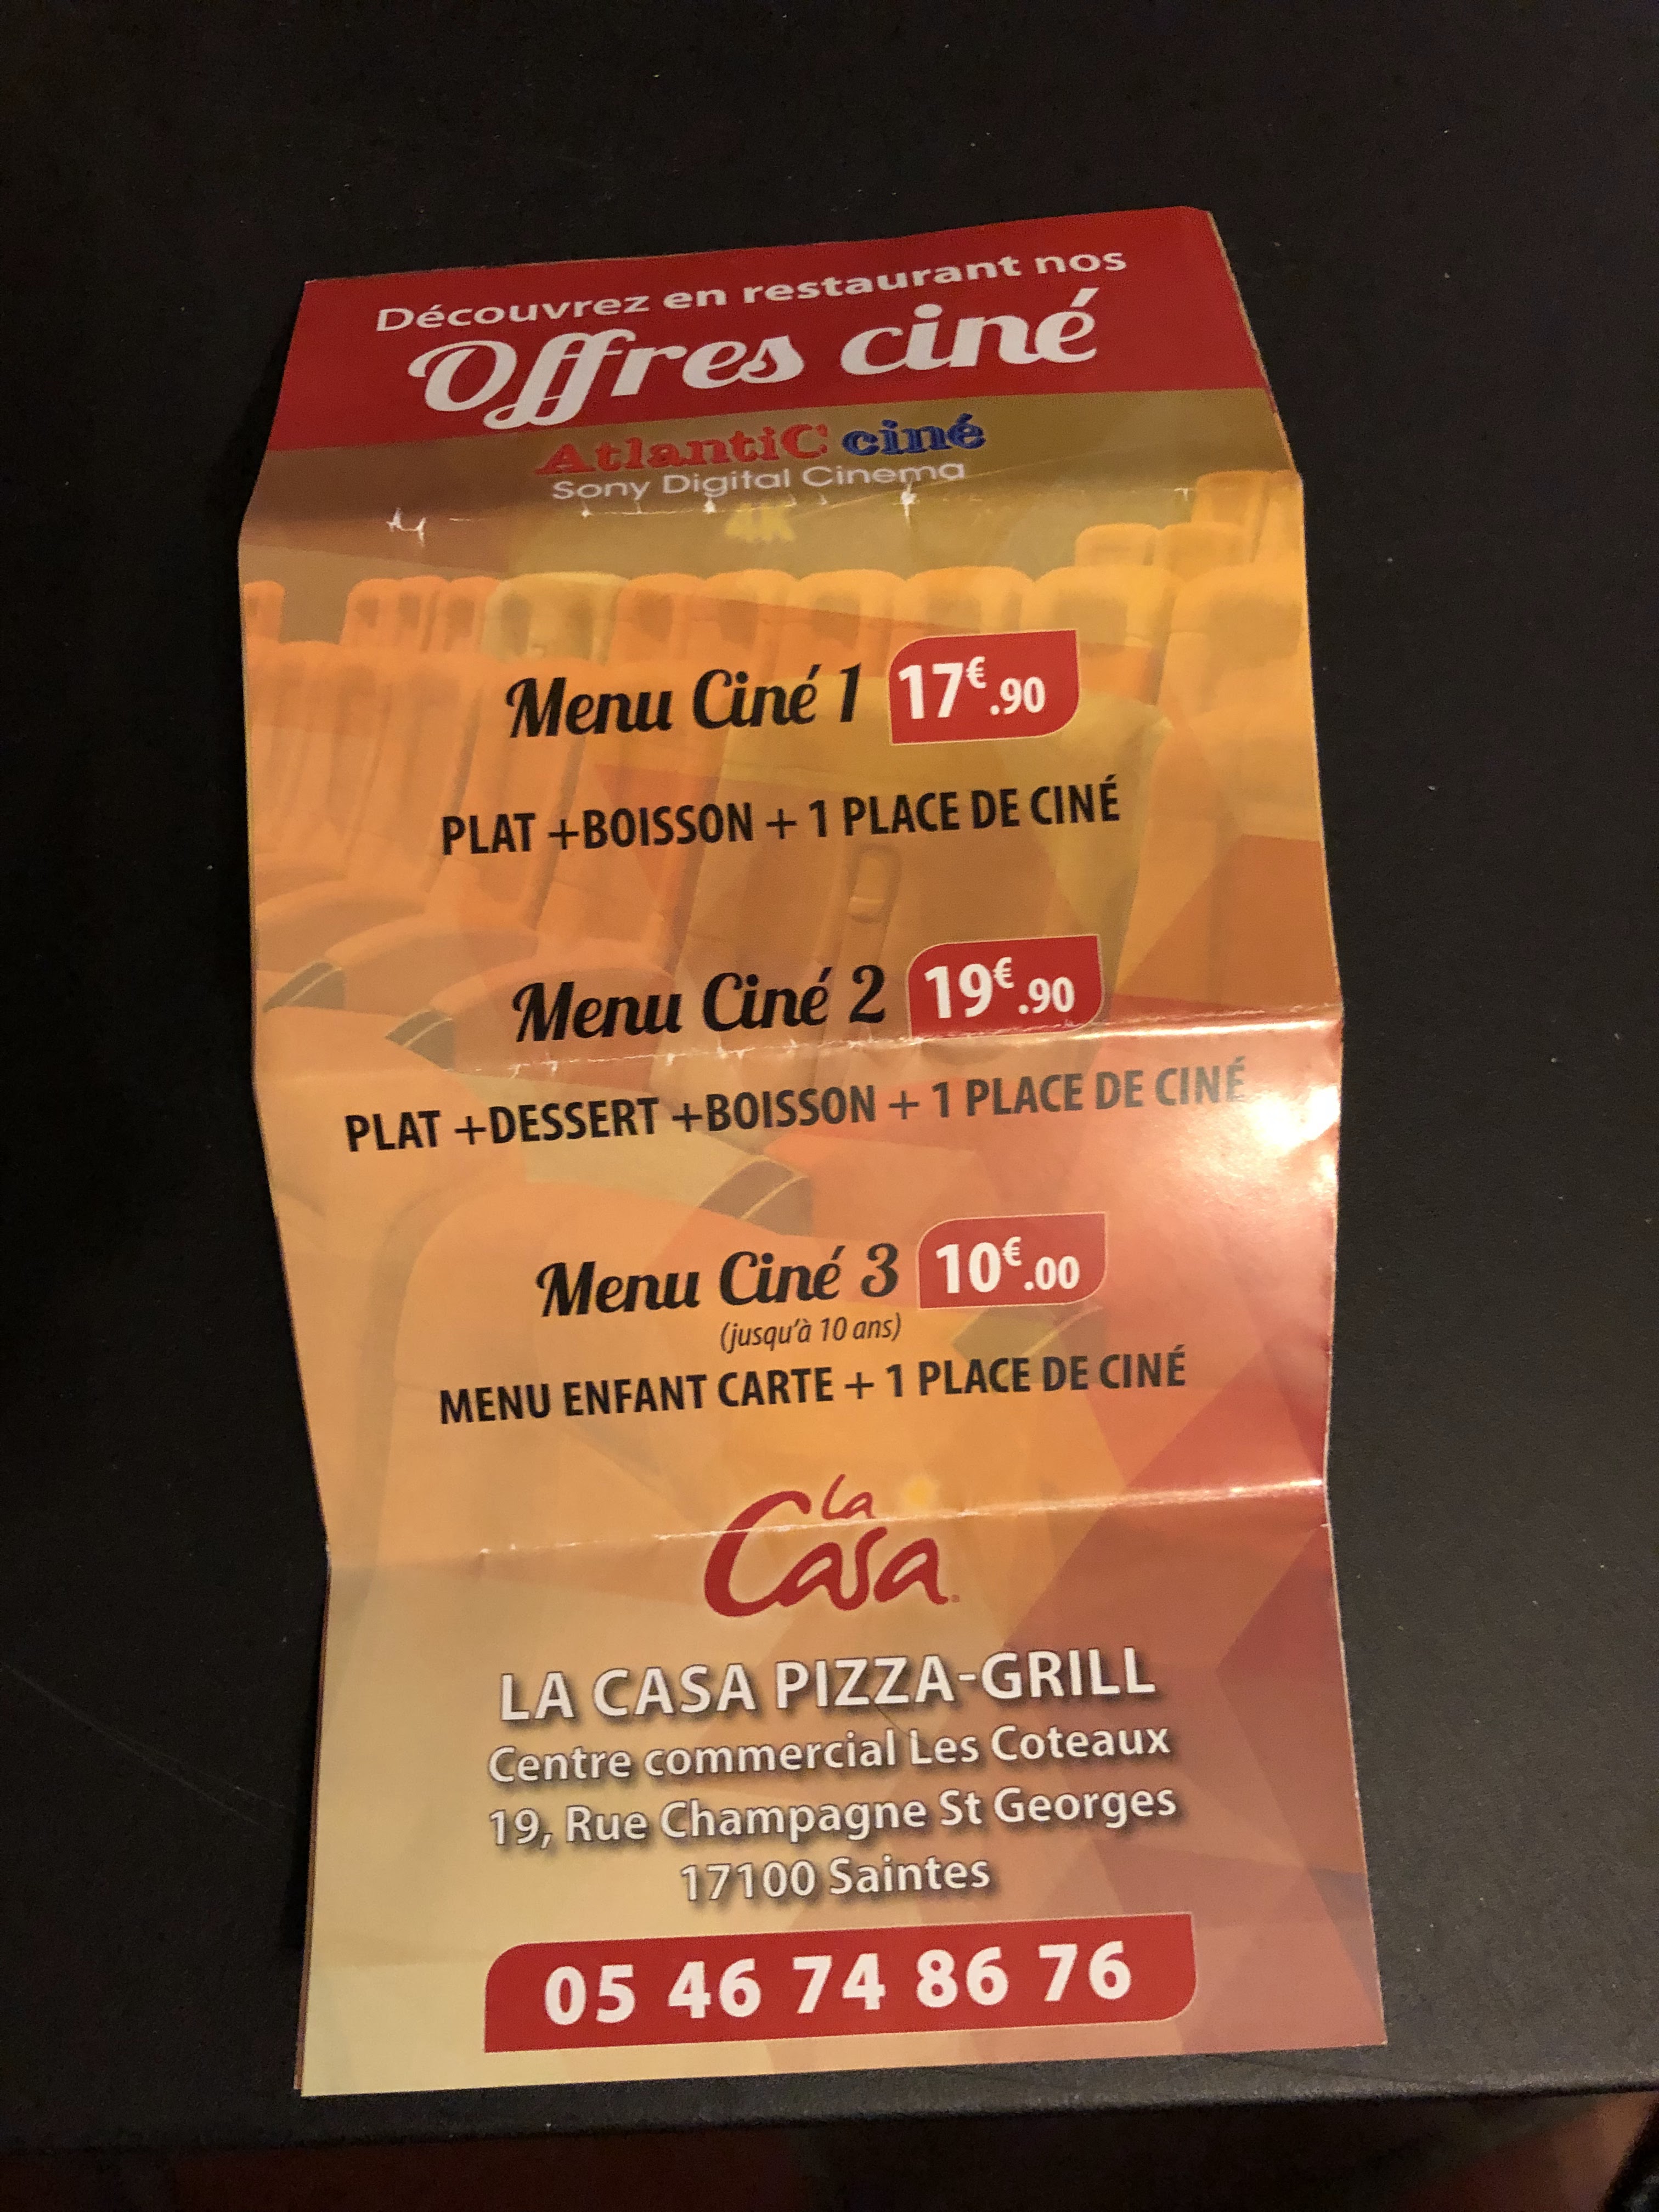 Découvrez en restaurant nos
Offres ciné
AtlantiC ciné
Sony Digital Cinema
4K
Menu Ciné 1 17€.90
PLAT +BOISSON + 1 PLACE DE CINÉ
Menu Ciné 2 19€.90
PLAT +DESSERT +BOISSON + 1 PLACE DE CINÉ
Menu Ciné 3 10€.00
(jusqu'à 10 ans)
MENU ENFANT CARTE + 1 PLACE DE CINÉ
La
Casa
LA CASA PIZZA-GRILL
Centre commercial Les Coteaux
19, Rue Champagne St Georges
17100 Saintes
05 46 74 86 76